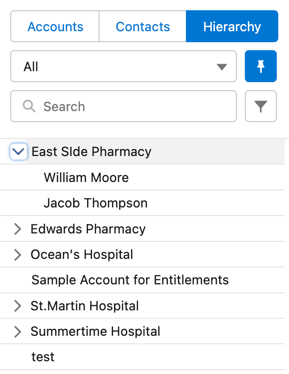 Accounts Contacts Hierarchy
All
Search
East SIde Pharmacy
William Moore
Jacob Thompson
Edwards Pharmacy
Ocean's Hospital
Sample Account for Entitlements
St.Martin Hospital
Summertime Hospital
test